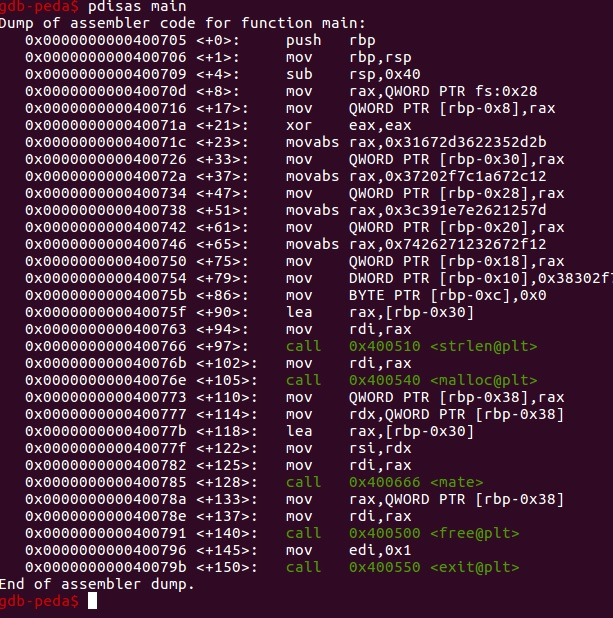 gdb-peda$ pdisas main
Dump of assembler code for function main:
   0x0000000000400705 <+0>:     push   rbp
   0x0000000000400706 <+1>:     mov    rbp,rsp
   0x0000000000400709 <+4>:     sub    rsp,0x40
   0x000000000040070d <+8>:     mov    rax,QWORD PTR fs:0x28
   0x0000000000400716 <+17>:    mov    QWORD PTR [rbp-0x8],rax
   0x000000000040071a <+21>:    xor    eax,eax
   0x000000000040071c <+23>:    movabs rax,0x31672d3622352d2b
   0x0000000000400726 <+33>:    mov    QWORD PTR [rbp-0x30],rax
   0x000000000040072a <+37>:    movabs rax,0x37202f7c1a672c12
   0x0000000000400734 <+47>:    mov    QWORD PTR [rbp-0x28],rax
   0x0000000000400738 <+51>:    movabs rax,0x3c391e7e2621257d
   0x0000000000400742 <+61>:    mov    QWORD PTR [rbp-0x20],rax
   0x0000000000400746 <+65>:    movabs rax,0x7426271232672f12
   0x0000000000400750 <+75>:    mov    QWORD PTR [rbp-0x18],rax
   0x0000000000400754 <+79>:    mov    DWORD PTR [rbp-0x10],0x38302f7
   0x000000000040075b <+86>:    mov    BYTE PTR [rbp-0xc],0x0
   0x000000000040075f <+90>:    lea    rax,[rbp-0x30]
   0x0000000000400763 <+94>:    mov    rdi,rax
   0x0000000000400766 <+97>:    call   0x400510 <strlen@plt>
   0x000000000040076b <+102>:   mov    rdi,rax
   0x000000000040076e <+105>:   call   0x400540 <malloc@plt>
   0x0000000000400773 <+110>:   mov    QWORD PTR [rbp-0x38],rax
   0x0000000000400777 <+114>:   mov    rdx,QWORD PTR [rbp-0x38]
   0x000000000040077b <+118>:   lea    rax,[rbp-0x30]
   0x000000000040077f <+122>:   mov    rsi,rdx
   0x0000000000400782 <+125>:   mov    rdi,rax
   0x0000000000400785 <+128>:   call   0x400666 <mate>
   0x000000000040078a <+133>:   mov    rax,QWORD PTR [rbp-0x38]
   0x000000000040078e <+137>:   mov    rdi,rax
   0x0000000000400791 <+140>:   call   0x400500 <free@plt>
   0x0000000000400796 <+145>:   mov    edi,0x1
   0x000000000040079b <+150>:   call   0x400550 <exit@plt>
End of assembler dump.
gdb-peda$